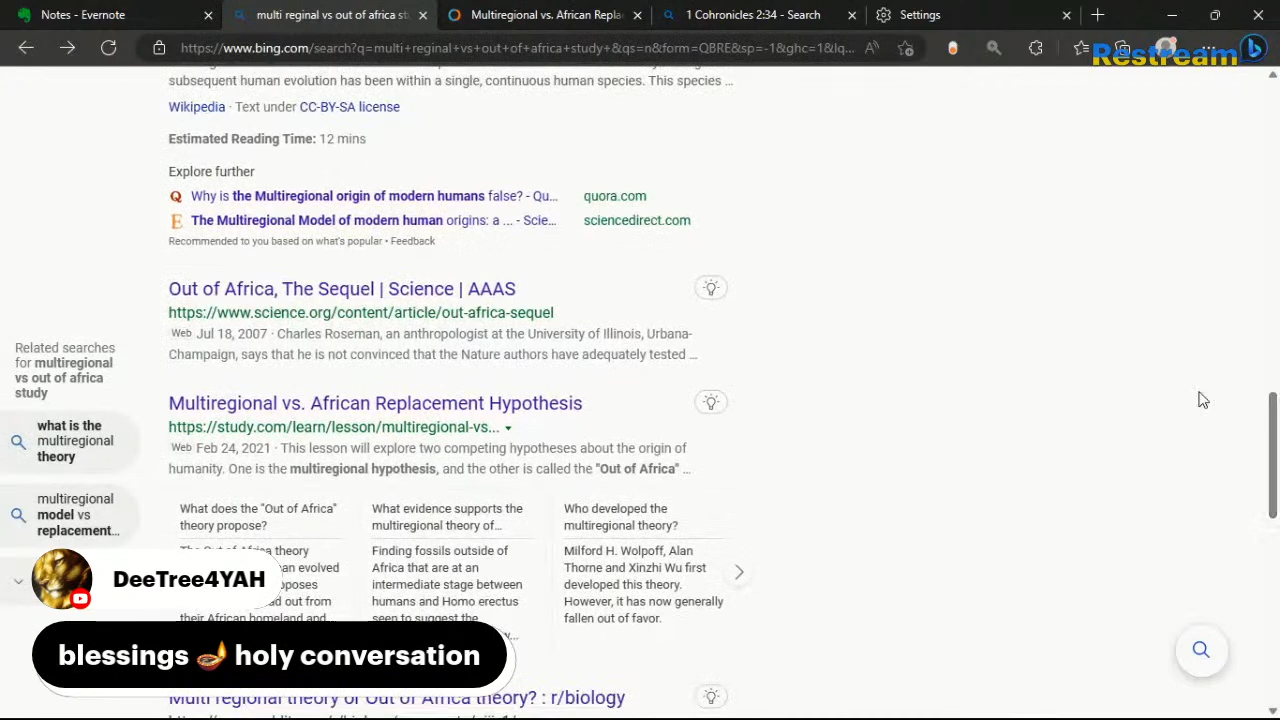 Notes - Evernote
multi reginal vs out of africa st
Multiregional vs. African Repla
1 Cohronicles 2:34 - Search
Settings
https://www.bing.com/search?q=multi+reginal+vs+out+of+africa+study+&qs=n&form=QBRE&sp=-1&ghc=1&lq...
Restream
subsequent human evolution has been within a single, continuous human species. This species ...
Wikipedia · Text under CC-BY-SA license
Estimated Reading Time: 12 mins
Explore further
Why is the Multiregional origin of modern humans false? - Qu...
quora.com
The Multiregional Model of modern human origins: a ... - Scie...
sciencedirect.com
Recommended to you based on what's popular • Feedback
Out of Africa, The Sequel | Science | AAAS
https://www.science.org/content/article/out-africa-sequel
Web Jul 18, 2007 · Charles Roseman, an anthropologist at the University of Illinois, Urbana-
Champaign, says that he is not convinced that the Nature authors have adequately tested ...
Related searches
for multiregional
vs out of africa
study
what is the
multiregional
theory
multiregional
model vs
replacement...
Multiregional vs. African Replacement Hypothesis
https://study.com/learn/lesson/multiregional-vs...
Web Feb 24, 2021 · This lesson will explore two competing hypotheses about the origin of
humanity. One is the multiregional hypothesis, and the other is called the "Out of Africa" ...
What does the "Out of Africa"
theory propose?
What evidence supports the
multiregional theory of...
Finding fossils outside of
Africa that are at an
intermediate stage between
humans and Homo erectus
seen to suggest the
Who developed the
multiregional theory?
Milford H. Wolpoff, Alan
Thorne and Xinzhi Wu first
developed this theory.
However, it has now generally
fallen out of favor.
DeeTree4YAH
blessings 🪔 holy conversation
Multi regional theory or Out of Africa theory? : r/biology